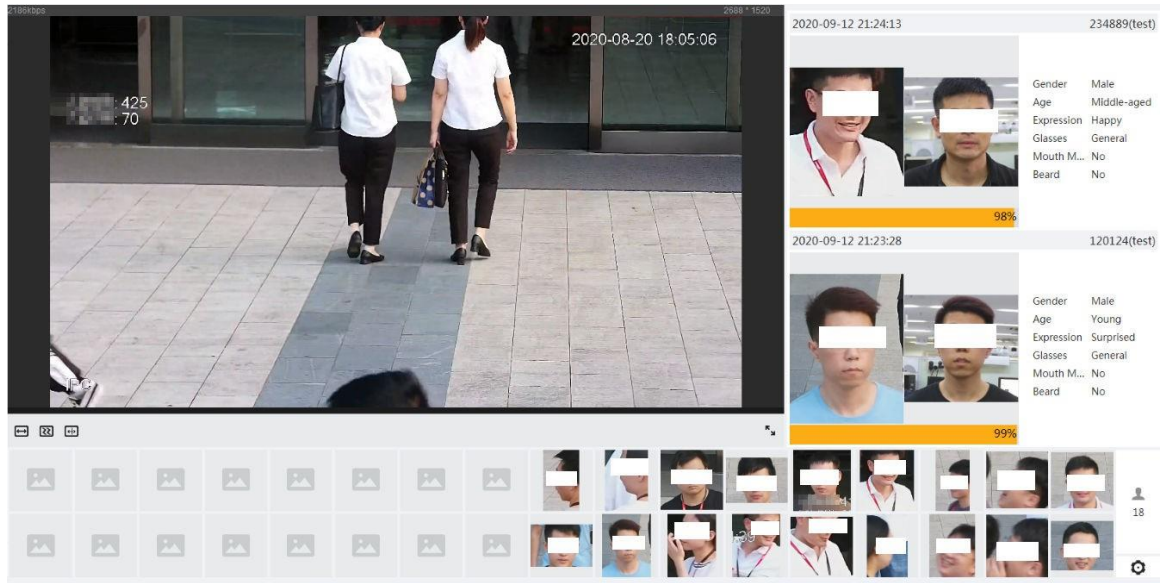 2186kbps
2688 * 1520
2020-08-20 18:05:06
: 425
: 70
IPC
2020-09-12 21:24:13 234889(test)
Gender Male
Age Middle-aged
Expression Happy
Glasses General
Mouth M... No
Beard No
98%
2020-09-12 21:23:28 120124(test)
Gender Male
Age Young
Expression Surprised
Glasses General
Mouth M... No
Beard No
99%
18